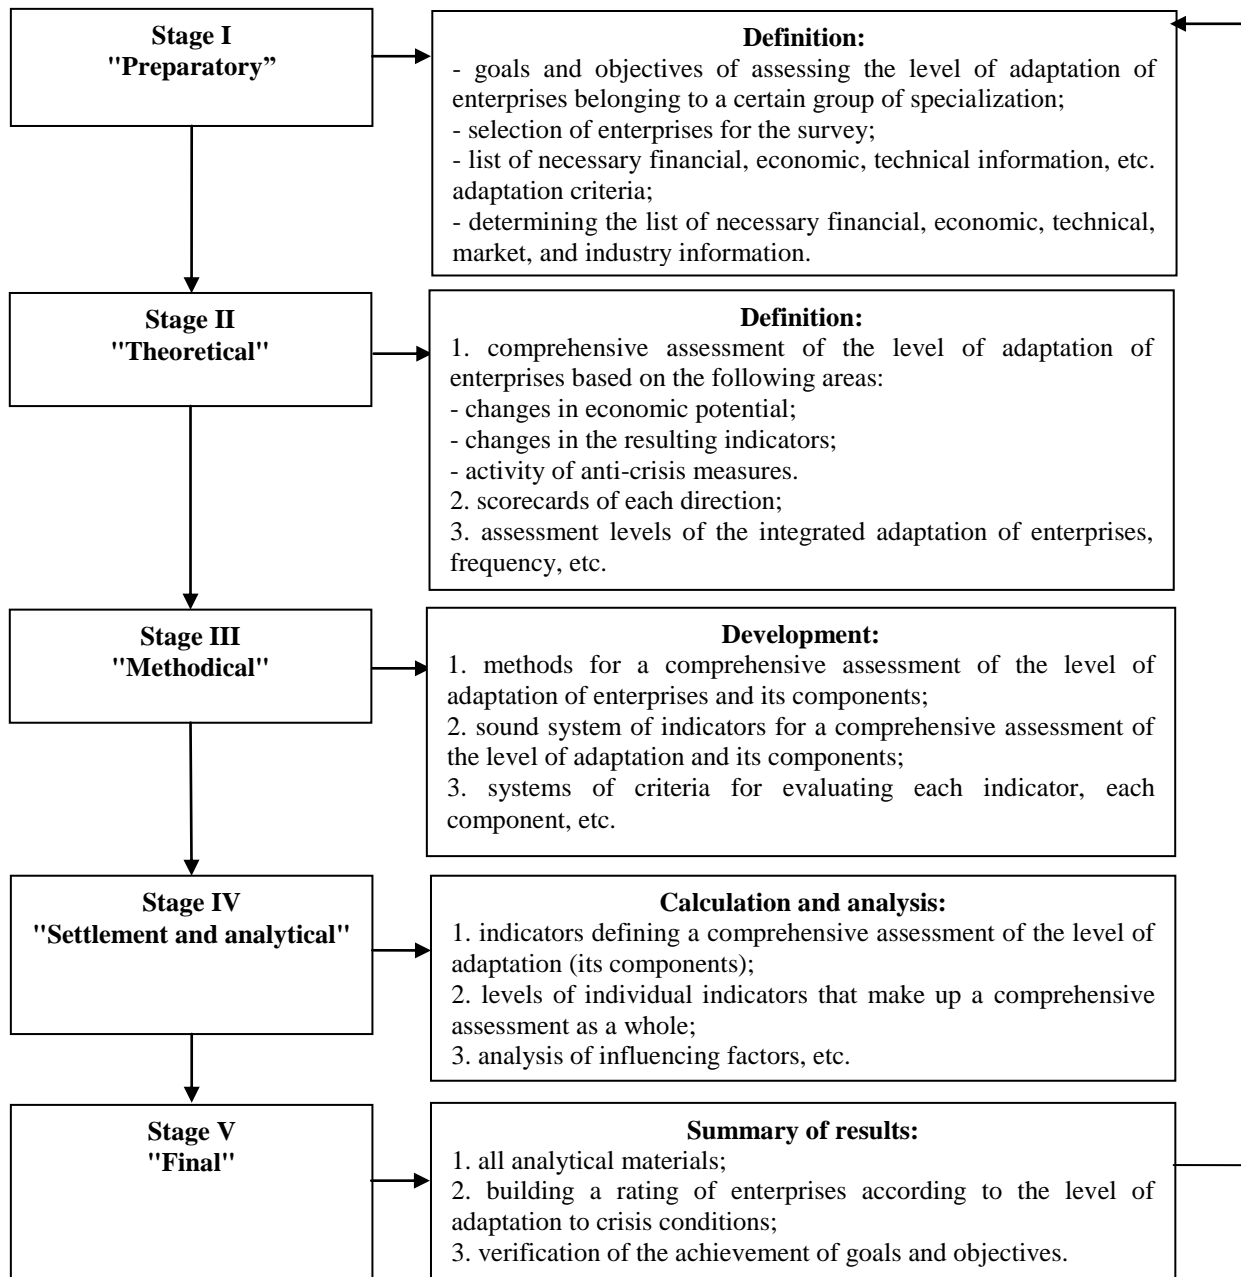 Stage I
"Preparatory”
Definition:
- goals and objectives of assessing the level of adaptation of
enterprises belonging to a certain group of specialization;
- selection of enterprises for the survey;
- list of necessary financial, economic, technical information, etc.
adaptation criteria;
- determining the list of necessary financial, economic, technical,
market, and industry information.
Stage II
"Theoretical"
Definition:
1. comprehensive assessment of the level of adaptation of
enterprises based on the following areas:
- changes in economic potential;
- changes in the resulting indicators;
- activity of anti-crisis measures.
2. scorecards of each direction;
3. assessment levels of the integrated adaptation of enterprises,
frequency, etc.
Stage III
"Methodical"
Development:
1. methods for a comprehensive assessment of the level of
adaptation of enterprises and its components;
2. sound system of indicators for a comprehensive assessment of
the level of adaptation and its components;
3. systems of criteria for evaluating each indicator, each
component, etc.
Stage IV
"Settlement and analytical"
Calculation and analysis:
1. indicators defining a comprehensive assessment of the level of
adaptation (its components);
2. levels of individual indicators that make up a comprehensive
assessment as a whole;
3. analysis of influencing factors, etc.
Stage V
"Final"
Summary of results:
1. all analytical materials;
2. building a rating of enterprises according to the level of
adaptation to crisis conditions;
3. verification of the achievement of goals and objectives.